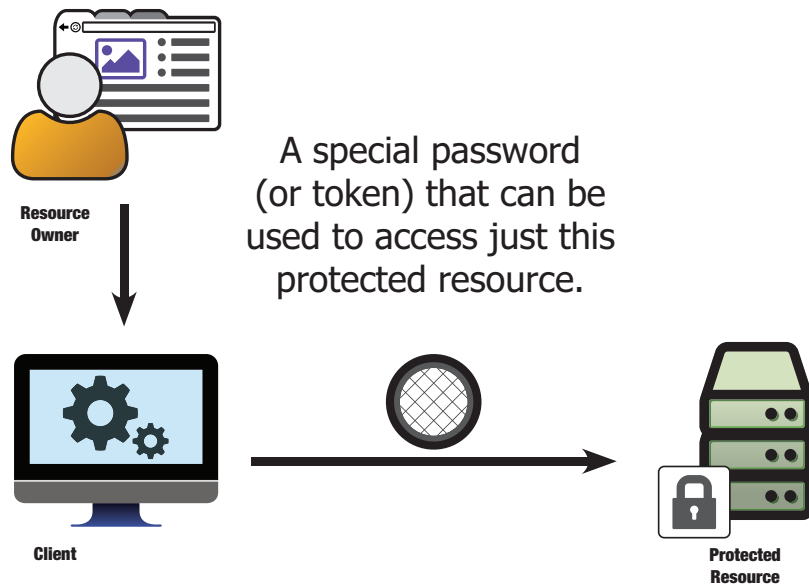 A special password
(or token) that can be
used to access just this
protected resource.
Resource
Owner
Client
Protected
Resource